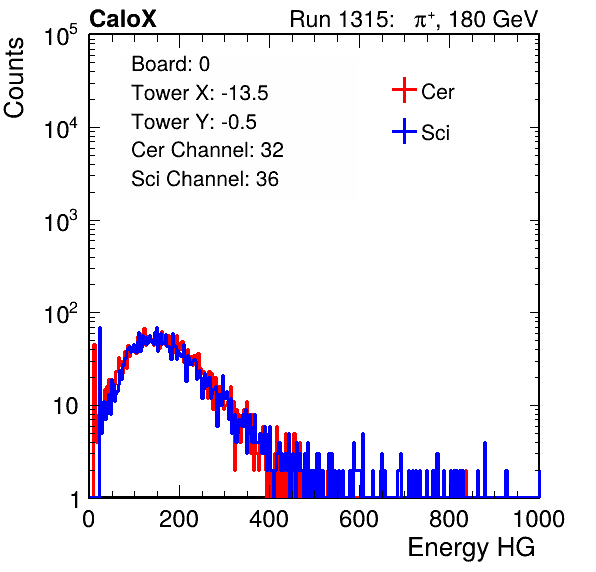 CaloX Run 1315: π⁺, 180 GeV
Counts
10⁵
10⁴
10³
10²
10
1
Board: 0
Tower X: -13.5
Tower Y: -0.5
Cer Channel: 32
Sci Channel: 36
Cer
Sci
0 200 400 600 800 1000
Energy HG